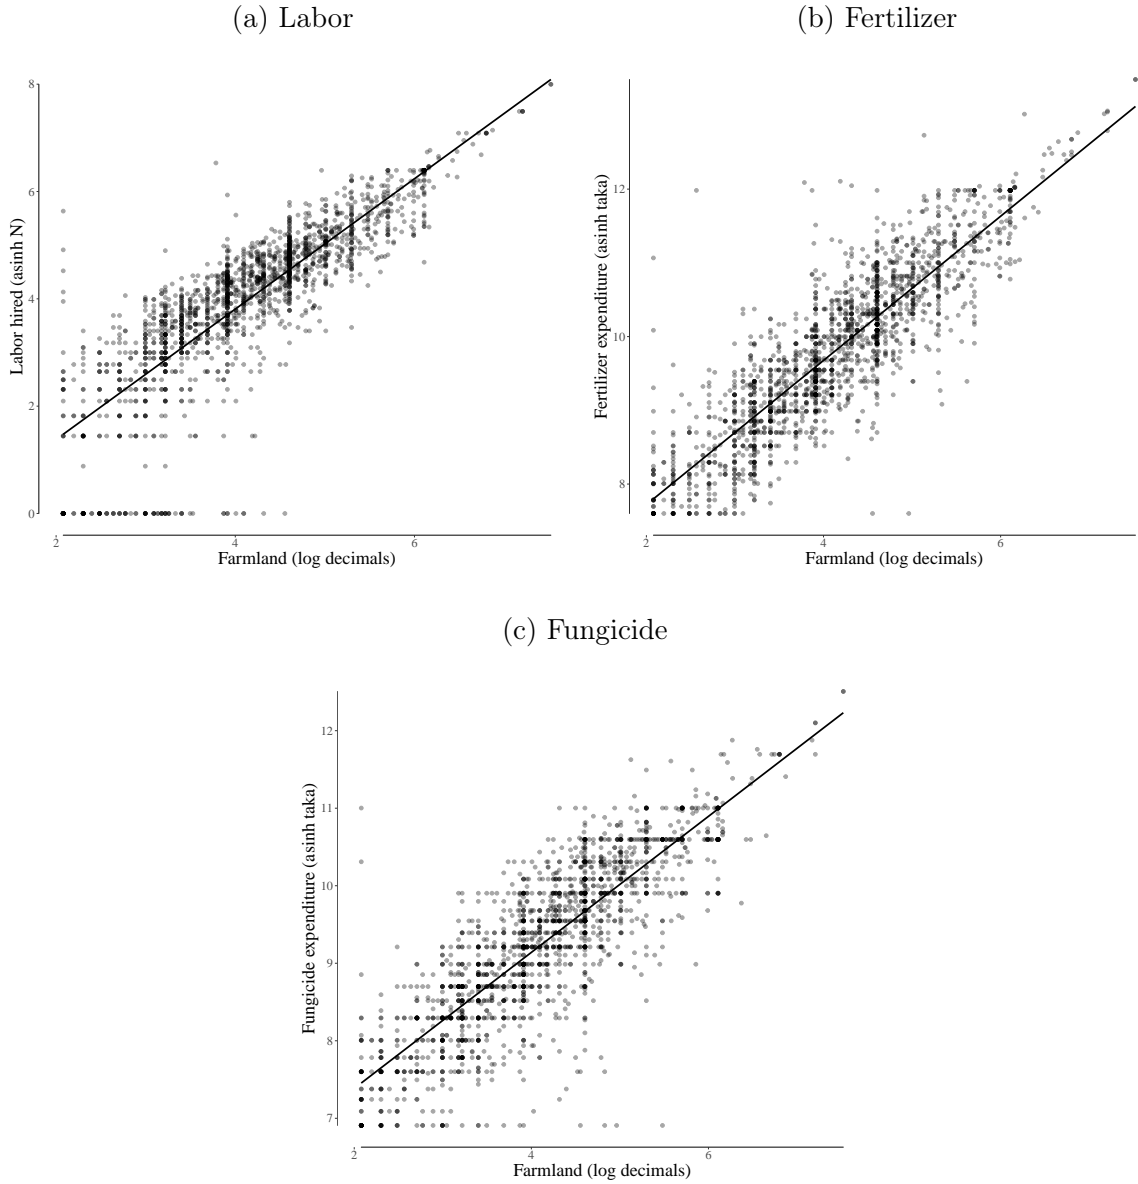 (a) Labor
(b) Fertilizer
8
6
4
2
0
Labor hired (asinh N)
2
4
6
Farmland (log decimals)
12
10
8
Fertilizer expenditure (asinh taka)
2
4
6
Farmland (log decimals)
(c) Fungicide
12
11
10
9
8
7
Fungicide expenditure (asinh taka)
2
4
6
Farmland (log decimals)